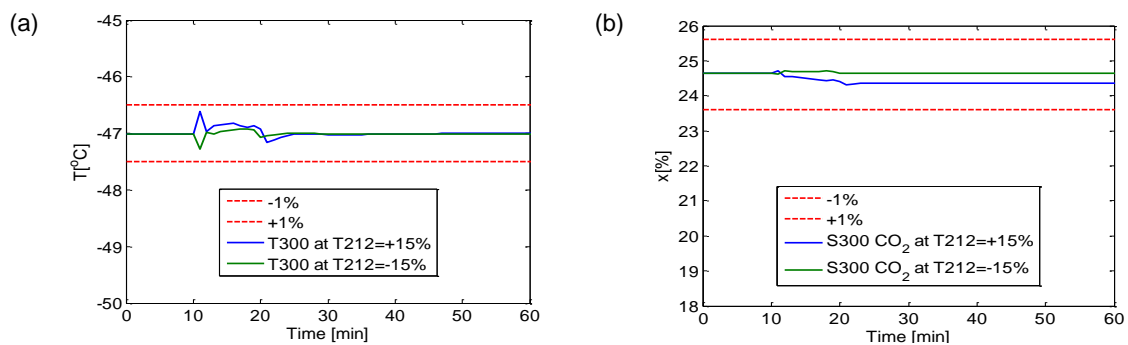 (a)
-45
-46
-47
-48
-49
-50
T[°C]
0 10 20 30 40 50 60
Time [min]
-1%
+1%
T300 at T212=+15%
T300 at T212=-15%
(b)
26
25
24
23
22
21
20
19
18
x[%]
0 10 20 30 40 50 60
Time [min]
-1%
+1%
S300 CO₂ at T212=+15%
S300 CO₂ at T212=-15%